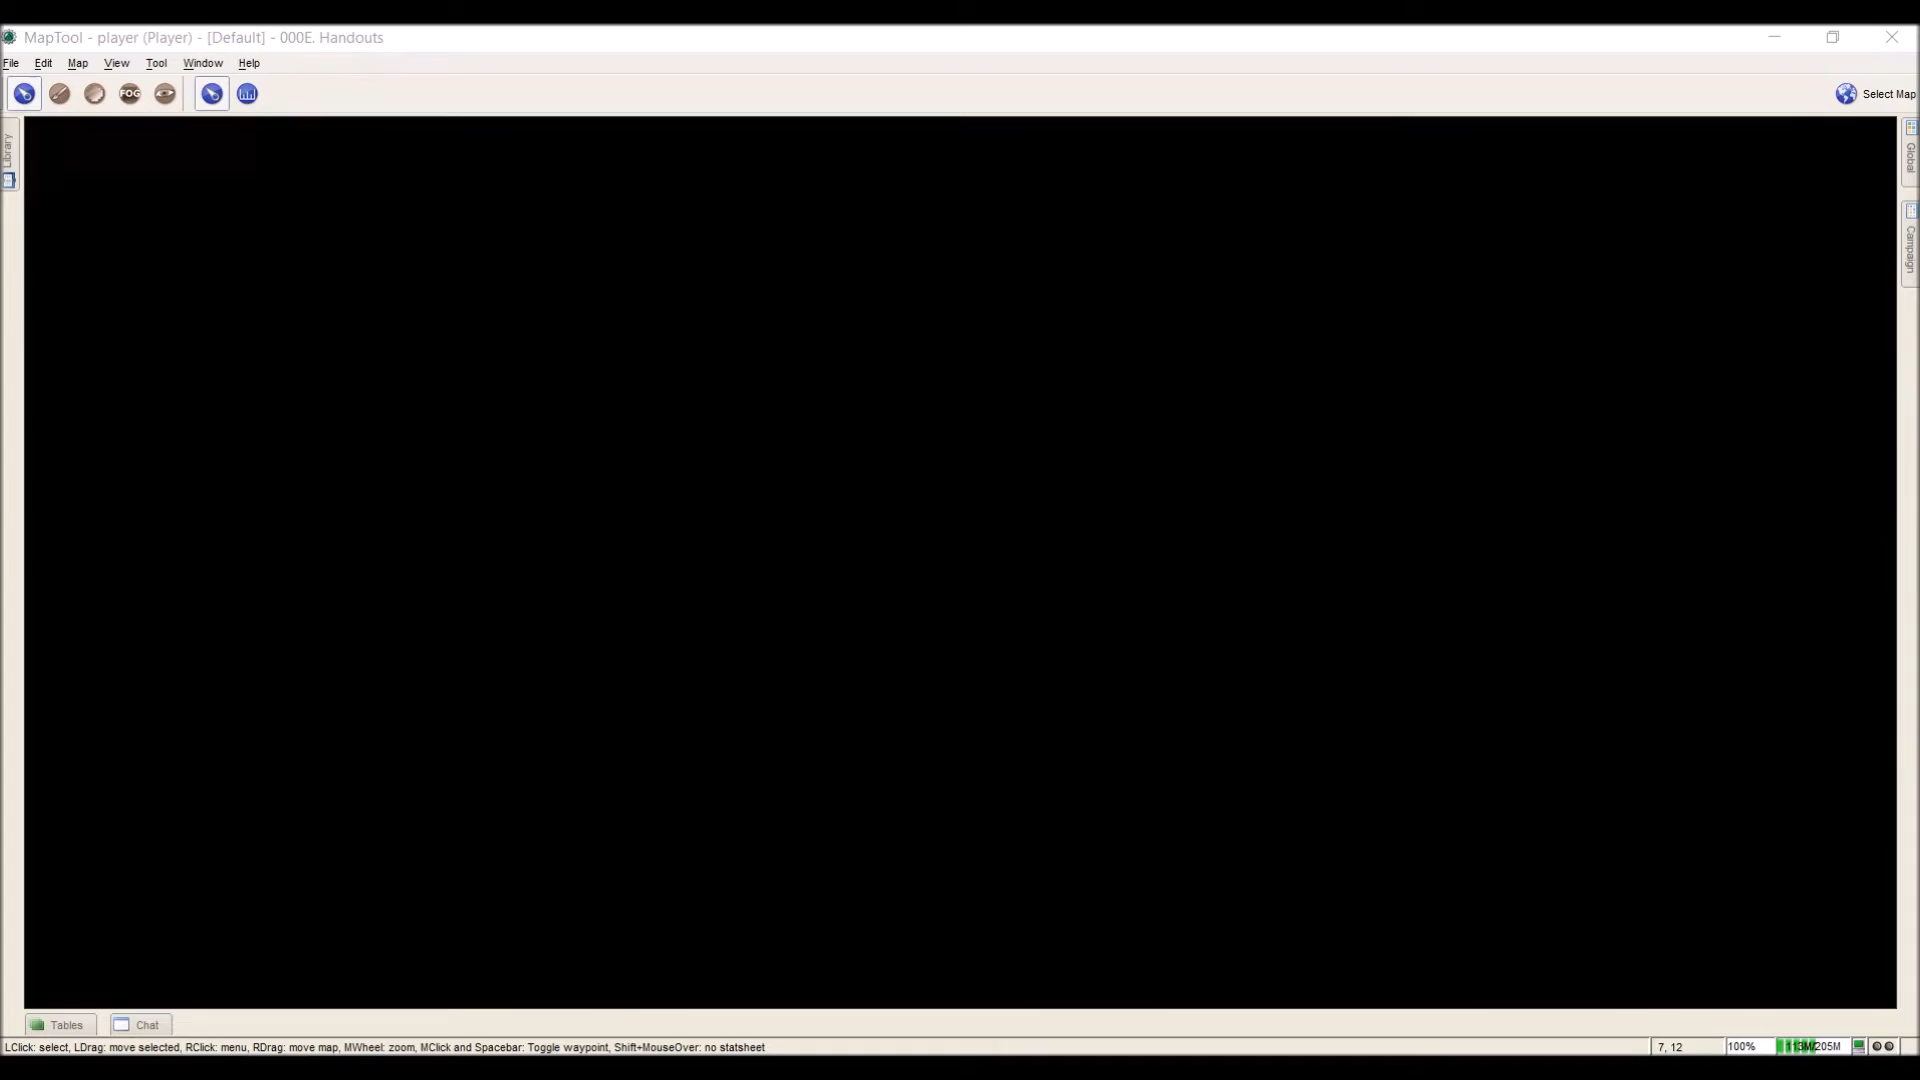 MapTool - player (Player) - [Default] - 000E. Handouts
File Edit Map View Tool Window Help
FOG
Select Map
Library
Global
Campaign
Tables Chat
LClick: select, LDrag: move selected, RClick: menu, RDrag: move map, MWheel: zoom, MClick and Spacebar: Toggle waypoint, Shift+MouseOver: no statsheet
7, 12 100% 113M/205M